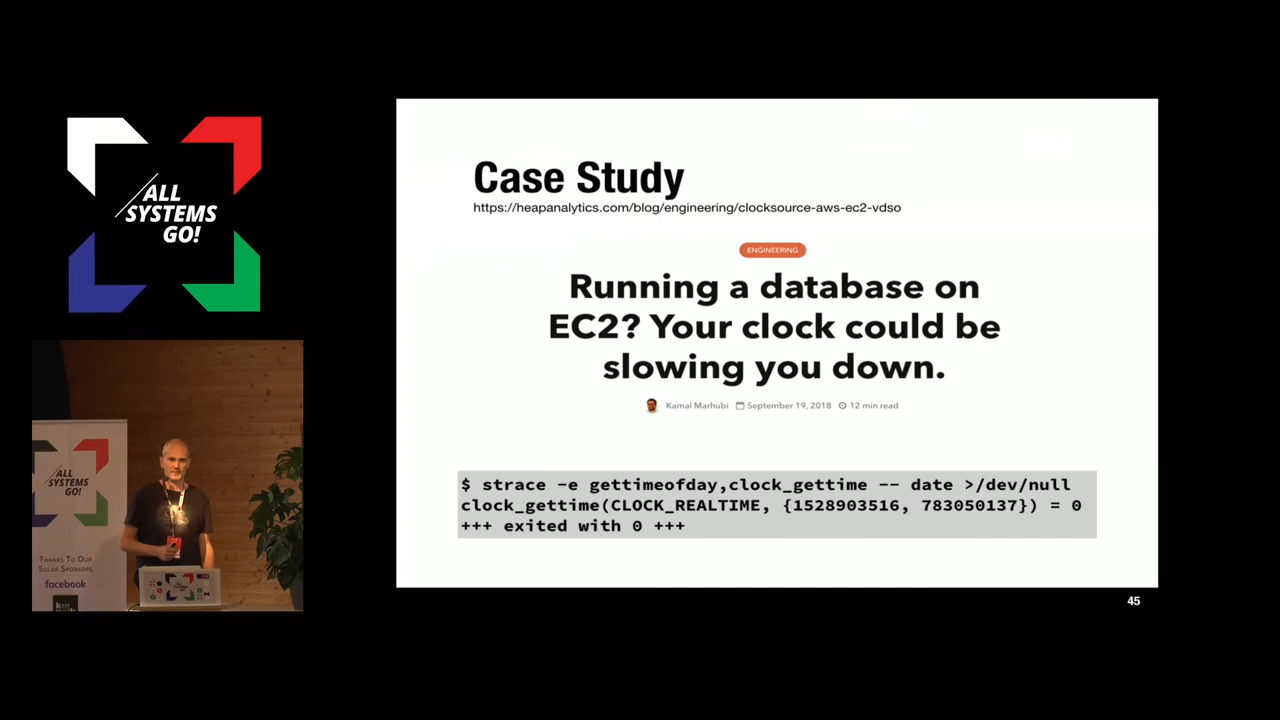 ALL
SYSTEMS
GO!
Case Study
https://heapanalytics.com/blog/engineering/clocksource-aws-ec2-vdso
ENGINEERING
Running a database on
EC2? Your clock could be
slowing you down.
Kamal Marhubi September 19, 2018 12 min read
$ strace -e gettimeofday,clock_gettime -- date >/dev/null
clock_gettime(CLOCK_REALTIME, {1528903516, 783050137}) = 0
+++ exited with 0 +++
45
ALL
SYSTEMS
GO!
THANKS TO OUR
SOLAR SPONSORS
facebook